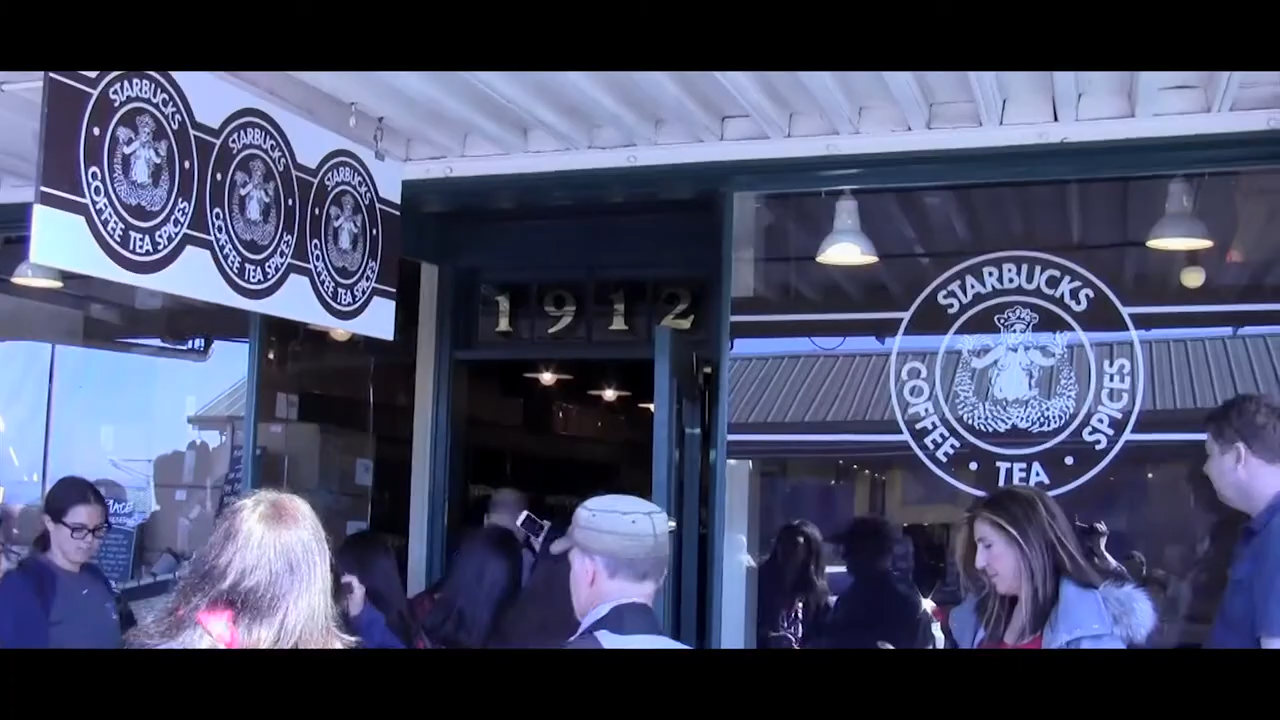 STARBUCKS
COFFEE TEA SPICES
STARBUCKS
COFFEE TEA SPICES
STARBUCKS
COFFEE TEA SPICES
1912
STARBUCKS
COFFEE • TEA • SPICES